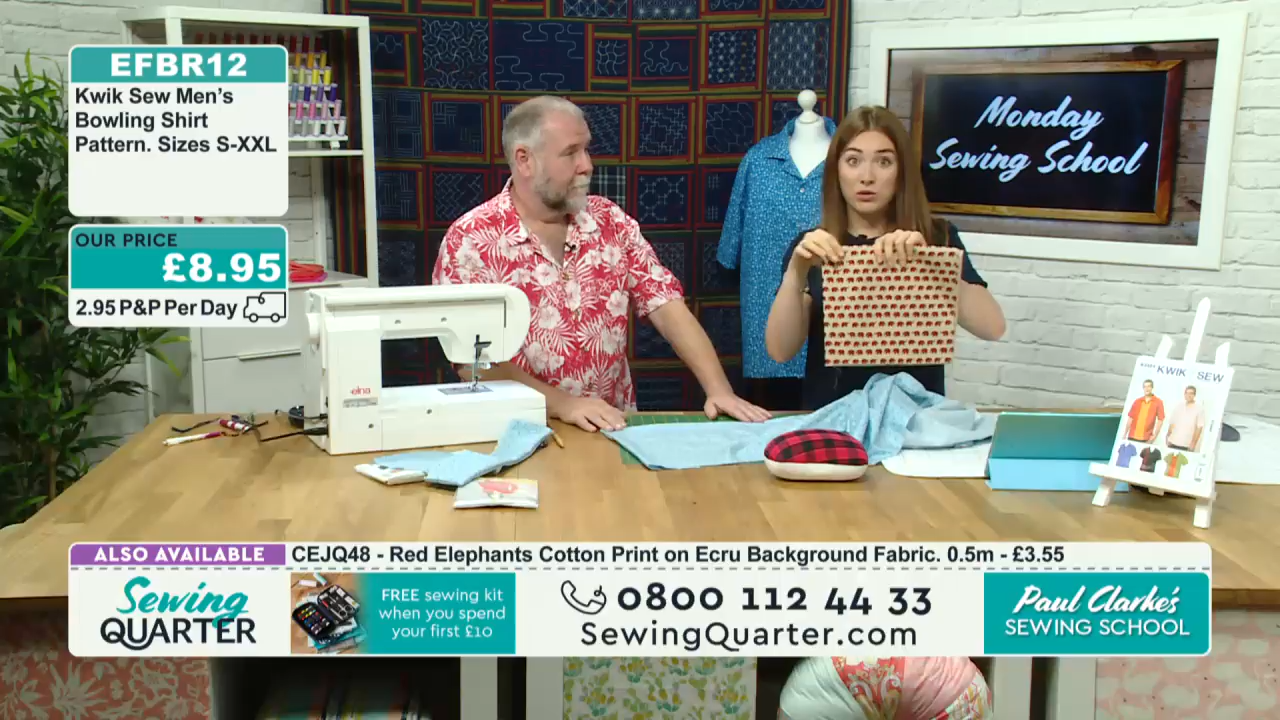 EFBR12
Kwik Sew Men's
Bowling Shirt
Pattern. Sizes S-XXL
OUR PRICE
£8.95
2.95 P&P Per Day
Monday
Sewing School
elna
KWIK SEW
ALSO AVAILABLE
CEJQ48 - Red Elephants Cotton Print on Ecru Background Fabric. 0.5m - £3.55
Sewing
QUARTER
FREE sewing kit
when you spend
your first £10
0800 112 44 33
SewingQuarter.com
Paul Clarke's
SEWING SCHOOL